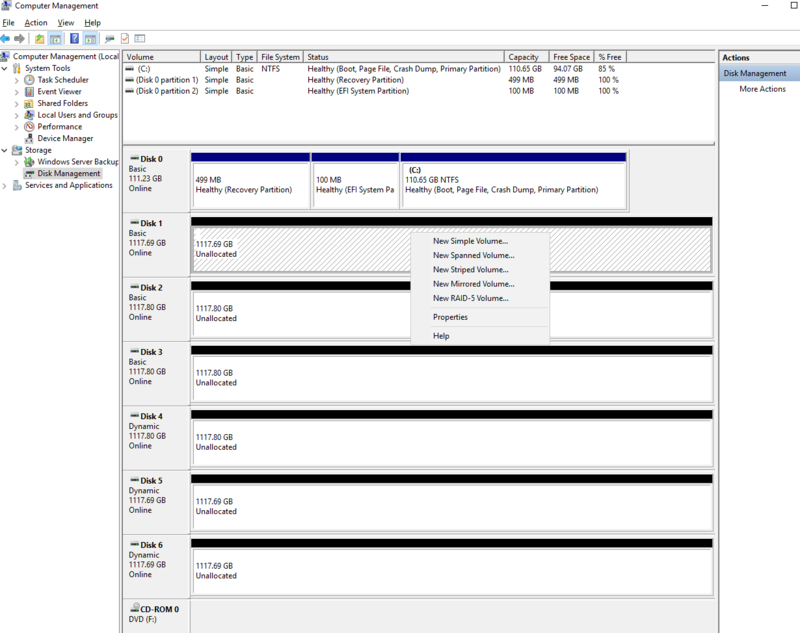 Computer Management
File Action View Help
Computer Management (Local
System Tools
Task Scheduler
Event Viewer
Shared Folders
Local Users and Groups
Performance
Device Manager
Storage
Windows Server Backup
Disk Management
Services and Applications
Volume Layout Type File System Status Capacity Free Space % Free
(C:) Simple Basic NTFS Healthy (Boot, Page File, Crash Dump, Primary Partition) 110.65 GB 94.07 GB 85 %
(Disk 0 partition 1) Simple Basic Healthy (Recovery Partition) 499 MB 499 MB 100 %
(Disk 0 partition 2) Simple Basic Healthy (EFI System Partition) 100 MB 100 MB 100 %
Disk 0
Basic
111.23 GB
Online
499 MB
Healthy (Recovery Partition)
100 MB
Healthy (EFI System Pa
(C:)
110.65 GB NTFS
Healthy (Boot, Page File, Crash Dump, Primary Partition)
Disk 1
Basic
1117.69 GB
Online
1117.69 GB
Unallocated
New Simple Volume...
New Spanned Volume...
New Striped Volume...
New Mirrored Volume...
New RAID-5 Volume...
Properties
Help
Disk 2
Basic
1117.80 GB
Online
1117.80 GB
Unallocated
Disk 3
Basic
1117.80 GB
Online
1117.80 GB
Unallocated
Disk 4
Dynamic
1117.80 GB
Online
1117.80 GB
Unallocated
Disk 5
Dynamic
1117.69 GB
Online
1117.69 GB
Unallocated
Disk 6
Dynamic
1117.69 GB
Online
1117.69 GB
Unallocated
CD-ROM 0
DVD (F:)
Actions
Disk Management
More Actions